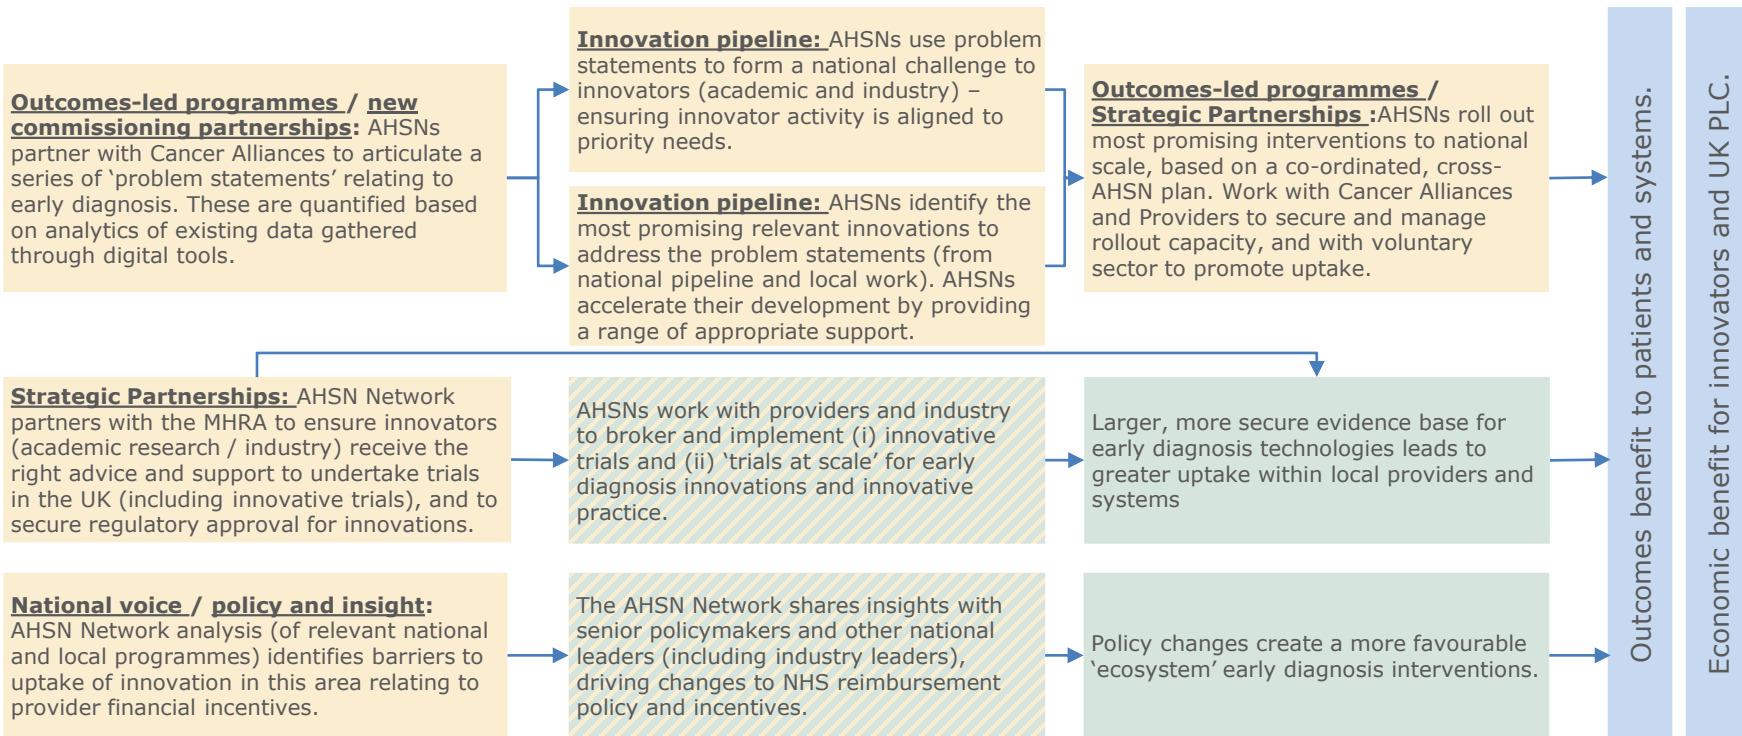 Outcomes-led programmes / new
commissioning partnerships: AHSNs
partner with Cancer Alliances to articulate a
series of ‘problem statements’ relating to
early diagnosis. These are quantified based
on analytics of existing data gathered
through digital tools.
Innovation pipeline: AHSNs use problem
statements to form a national challenge to
innovators (academic and industry) –
ensuring innovator activity is aligned to
priority needs.
Innovation pipeline: AHSNs identify the
most promising relevant innovations to
address the problem statements (from
national pipeline and local work). AHSNs
accelerate their development by providing
a range of appropriate support.
Outcomes-led programmes /
Strategic Partnerships :AHSNs roll out
most promising interventions to national
scale, based on a co-ordinated, cross-
AHSN plan. Work with Cancer Alliances
and Providers to secure and manage
rollout capacity, and with voluntary
sector to promote uptake.
Strategic Partnerships: AHSN Network
partners with the MHRA to ensure innovators
(academic research / industry) receive the
right advice and support to undertake trials
in the UK (including innovative trials), and to
secure regulatory approval for innovations.
AHSNs work with providers and industry
to broker and implement (i) innovative
trials and (ii) ‘trials at scale’ for early
diagnosis innovations and innovative
practice.
Larger, more secure evidence base for
early diagnosis technologies leads to
greater uptake within local providers and
systems
National voice / policy and insight:
AHSN Network analysis (of relevant national
and local programmes) identifies barriers to
uptake of innovation in this area relating to
provider financial incentives.
The AHSN Network shares insights with
senior policymakers and other national
leaders (including industry leaders),
driving changes to NHS reimbursement
policy and incentives.
Policy changes create a more favourable
‘ecosystem’ early diagnosis interventions.
Outcomes benefit to patients and systems.
Economic benefit for innovators and UK PLC.